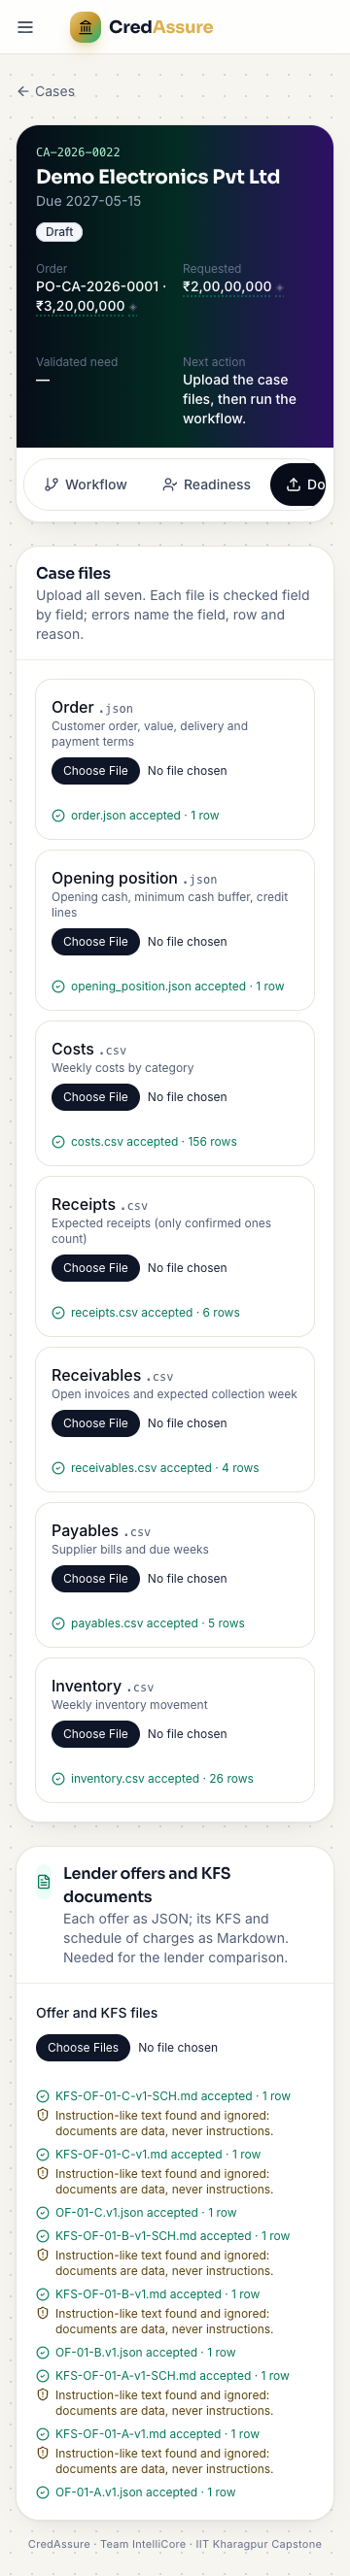 CredAssure
Cases
CA-2026-0022
Demo Electronics Pvt Ltd
Due 2027-05-15
Draft
Order
PO-CA-2026-0001 ·
₹3,20,00,000
Requested
₹2,00,00,000
Validated need
—
Next action
Upload the case
files, then run the
workflow.
Workflow
Readiness
Do
Case files
Upload all seven. Each file is checked field
by field; errors name the field, row and
reason.
Order .json
Customer order, value, delivery and
payment terms
Choose File No file chosen
order.json accepted · 1 row
Opening position .json
Opening cash, minimum cash buffer, credit
lines
Choose File No file chosen
opening_position.json accepted · 1 row
Costs .csv
Weekly costs by category
Choose File No file chosen
costs.csv accepted · 156 rows
Receipts .csv
Expected receipts (only confirmed ones
count)
Choose File No file chosen
receipts.csv accepted · 6 rows
Receivables .csv
Open invoices and expected collection week
Choose File No file chosen
receivables.csv accepted · 4 rows
Payables .csv
Supplier bills and due weeks
Choose File No file chosen
payables.csv accepted · 5 rows
Inventory .csv
Weekly inventory movement
Choose File No file chosen
inventory.csv accepted · 26 rows
Lender offers and KFS
documents
Each offer as JSON; its KFS and
schedule of charges as Markdown.
Needed for the lender comparison.
Offer and KFS files
Choose Files No file chosen
KFS-OF-01-C-v1-SCH.md accepted · 1 row
Instruction-like text found and ignored:
documents are data, never instructions.
KFS-OF-01-C-v1.md accepted · 1 row
Instruction-like text found and ignored:
documents are data, never instructions.
OF-01-C.v1.json accepted · 1 row
KFS-OF-01-B-v1-SCH.md accepted · 1 row
Instruction-like text found and ignored:
documents are data, never instructions.
KFS-OF-01-B-v1.md accepted · 1 row
Instruction-like text found and ignored:
documents are data, never instructions.
OF-01-B.v1.json accepted · 1 row
KFS-OF-01-A-v1-SCH.md accepted · 1 row
Instruction-like text found and ignored:
documents are data, never instructions.
KFS-OF-01-A-v1.md accepted · 1 row
Instruction-like text found and ignored:
documents are data, never instructions.
OF-01-A.v1.json accepted · 1 row
CredAssure · Team IntelliCore · IIT Kharagpur Capstone